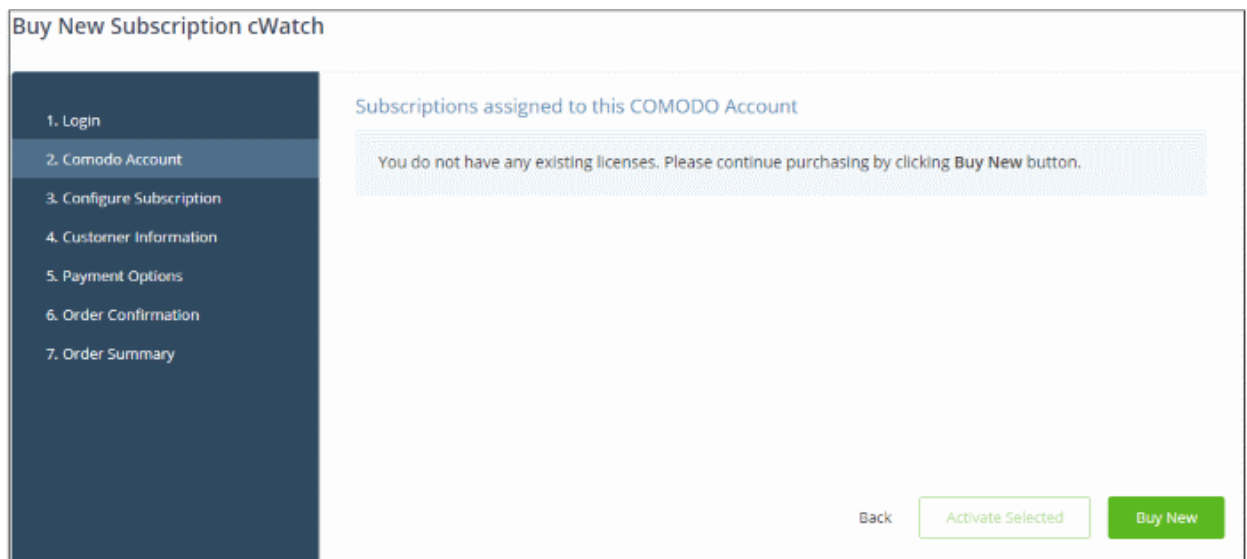 Buy New Subscription cWatch
1. Login
2. Comodo Account
3. Configure Subscription
4. Customer Information
5. Payment Options
6. Order Confirmation
7. Order Summary
Subscriptions assigned to this COMODO Account
You do not have any existing licenses. Please continue purchasing by clicking Buy New button.
Back
Activate Selected
Buy New